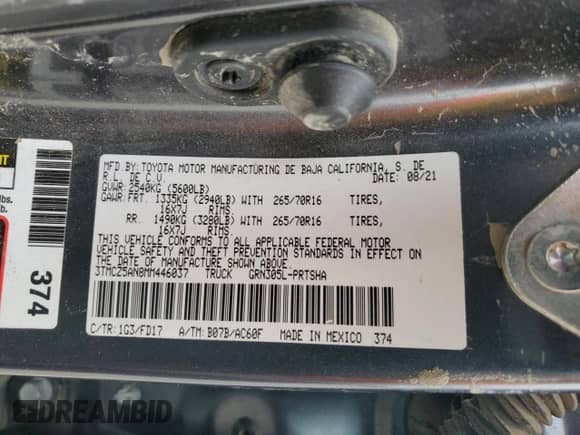 MFD.BY:TOYOTA MOTOR MANUFACTURING DE BAJA CALIFORNIA, S. DE
R.L. DE C.V. DATE: 08/21
GVWR 2540KG (5600LB)
GAWR:FRT. 1335KG (2940LB) WITH 265/70R16 TIRES,
16X7J RIMS
RR. 1490KG (3280LB) WITH 265/70R16 TIRES,
16X7J RIMS
THIS VEHICLE CONFORMS TO ALL APPLICABLE FEDERAL MOTOR
VEHICLE SAFETY AND THEFT PREVENTION STANDARDS IN EFFECT ON
THE DATE OF MANUFACTURE SHOWN ABOVE.
3TMCZ5AN8MM446037 TRUCK GRN305L-PRTSHA
C/TR:1G3/FD17 A/TM:B07B/AC60F MADE IN MEXICO 374
lbs.
374
DREAMBID